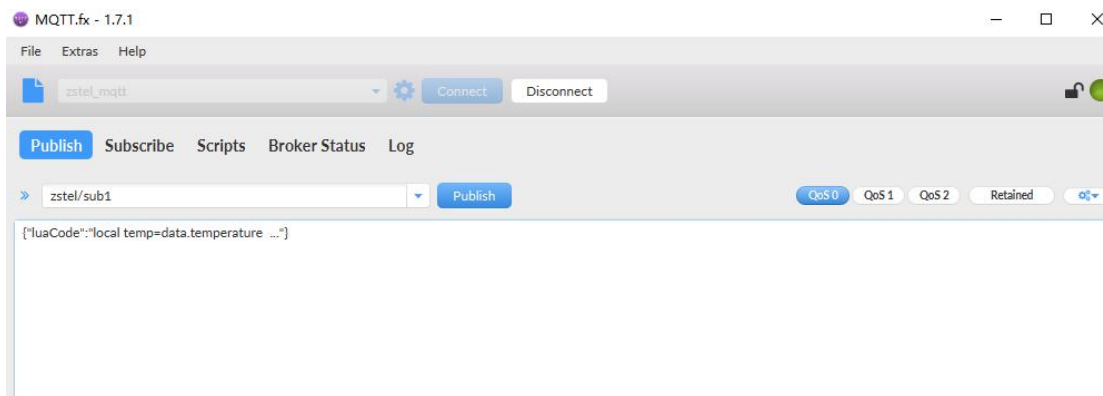 MQTT.fx - 1.7.1
File Extras Help
zstel_mqtt Connect Disconnect
Publish Subscribe Scripts Broker Status Log
zstel/sub1 Publish QoS 0 QoS 1 QoS 2 Retained
{"luaCode":"local temp=data.temperature ..."}